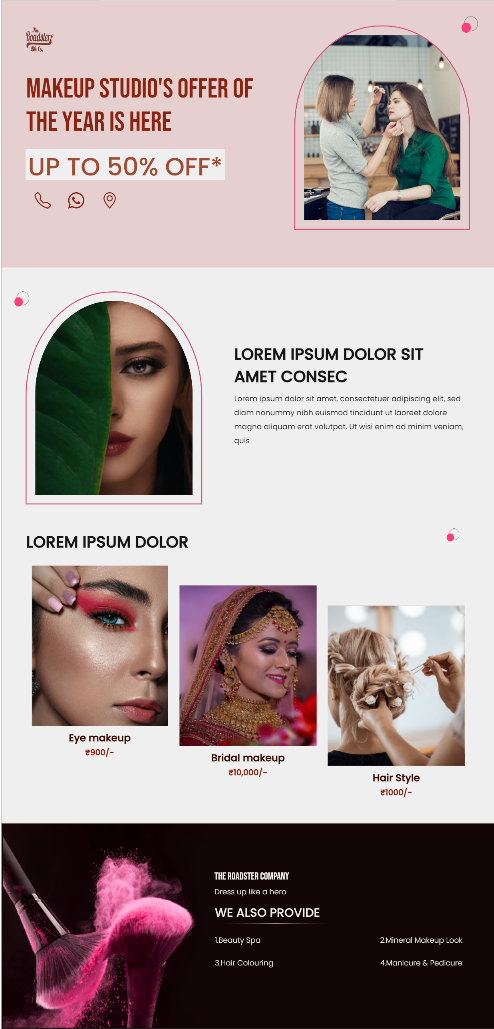 The
Roadster
Life Co.
MAKEUP STUDIO'S OFFER OF
THE YEAR IS HERE
UP TO 50% OFF*
LOREM IPSUM DOLOR SIT
AMET CONSEC
Lorem ipsum dolor sit amet, consectetuer adipiscing elit, sed
diam nonummy nibh euismod tincidunt ut laoreet dolore
magna aliquam erat volutpat. Ut wisi enim ad minim veniam,
quis
LOREM IPSUM DOLOR
Eye makeup
₹900/-
Bridal makeup
₹10,000/-
Hair Style
₹1000/-
THE ROADSTER COMPANY
Dress up like a hero
WE ALSO PROVIDE
1.Beauty Spa
2.Mineral Makeup Look
3.Hair Colouring
4.Manicure & Pedicure